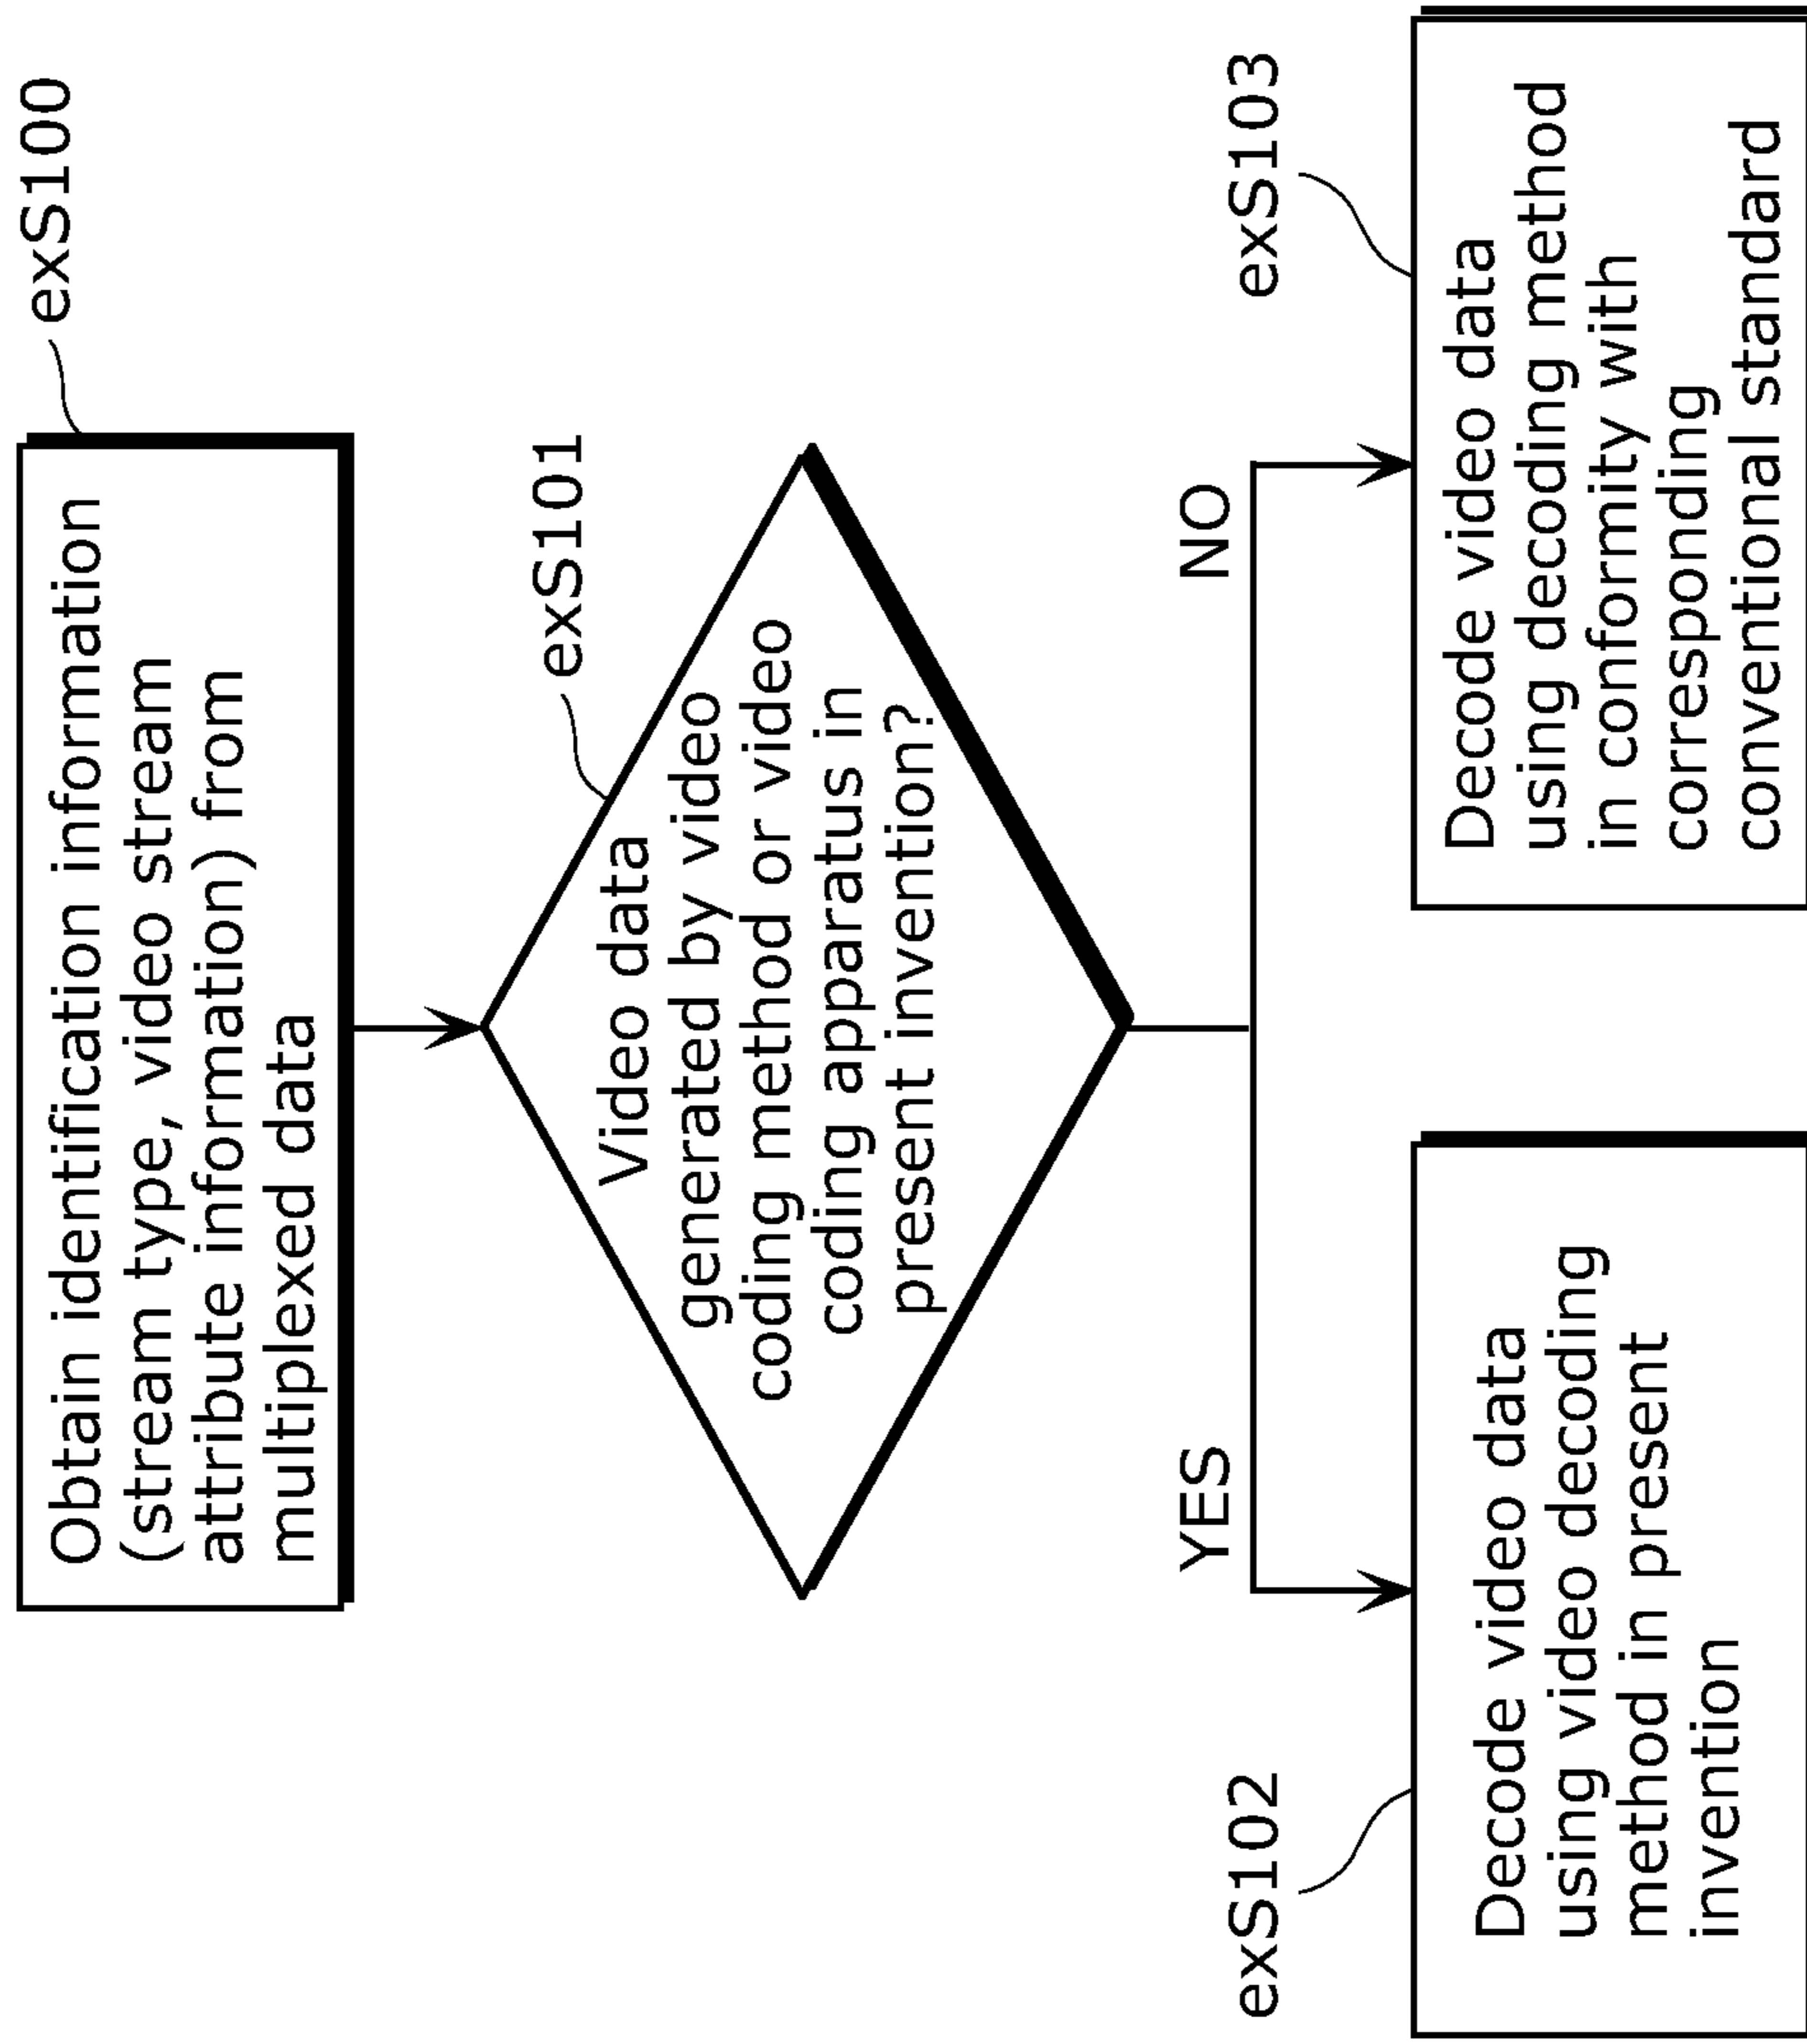 exS100
Obtain identification information
(stream type, video stream
attribute information) from
multiplexed data
exS101
Video data
generated by video
coding method or video
coding apparatus in
present invention?
YES
NO
exS102
exS103
Decode video data
using video decoding
method in present
invention
Decode video data
using decoding method
in conformity with
corresponding
conventional standard